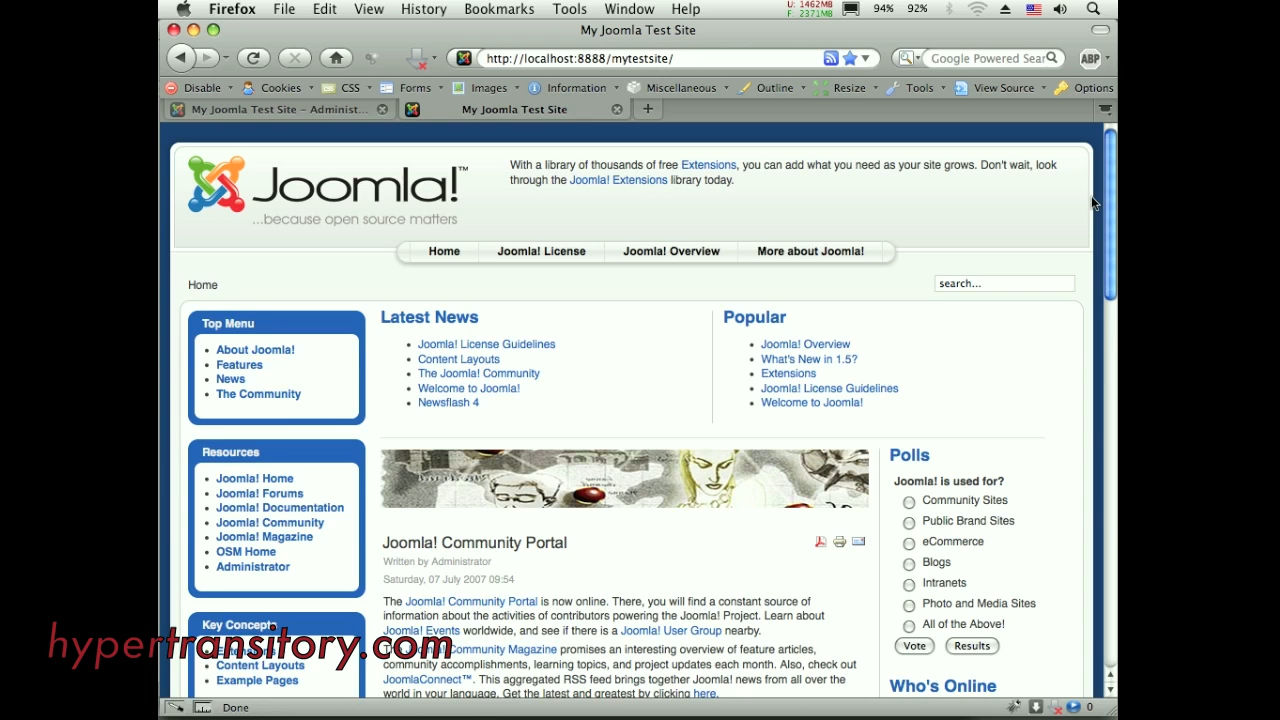 Firefox File Edit View History Bookmarks Tools Window Help U: 1462MB F: 2371MB 94% 92%
My Joomla Test Site
http://localhost:8888/mytestsite/ Google Powered Sear ABP
Disable Cookies CSS Forms Images Information Miscellaneous Outline Resize Tools View Source Options
My Joomla Test Site - Administ... My Joomla Test Site
Joomla!™
...because open source matters
With a library of thousands of free Extensions, you can add what you need as your site grows. Don't wait, look
through the Joomla! Extensions library today.
Home Joomla! License Joomla! Overview More about Joomla!
Home search...
Top Menu
About Joomla!
Features
News
The Community
Resources
Joomla! Home
Joomla! Forums
Joomla! Documentation
Joomla! Community
Joomla! Magazine
OSM Home
Administrator
Key Concepts
Content Layouts
Example Pages
Latest News
Joomla! License Guidelines
Content Layouts
The Joomla! Community
Welcome to Joomla!
Newsflash 4
Popular
Joomla! Overview
What's New in 1.5?
Extensions
Joomla! License Guidelines
Welcome to Joomla!
Joomla! Community Portal
Written by Administrator
Saturday, 07 July 2007 09:54
The Joomla! Community Portal is now online. There, you will find a constant source of
information about the activities of contributors powering the Joomla! Project. Learn about
Joomla! Events worldwide, and see if there is a Joomla! User Group nearby.
The Joomla! Community Magazine promises an interesting overview of feature articles,
community accomplishments, learning topics, and project updates each month. Also, check out
JoomlaConnect™. This aggregated RSS feed brings together Joomla! news from all over the
world in your language. Get the latest and greatest by clicking here.
Polls
Joomla! is used for?
Community Sites
Public Brand Sites
eCommerce
Blogs
Intranets
Photo and Media Sites
All of the Above!
Vote Results
Who's Online
hypertransitory.com
Done 0